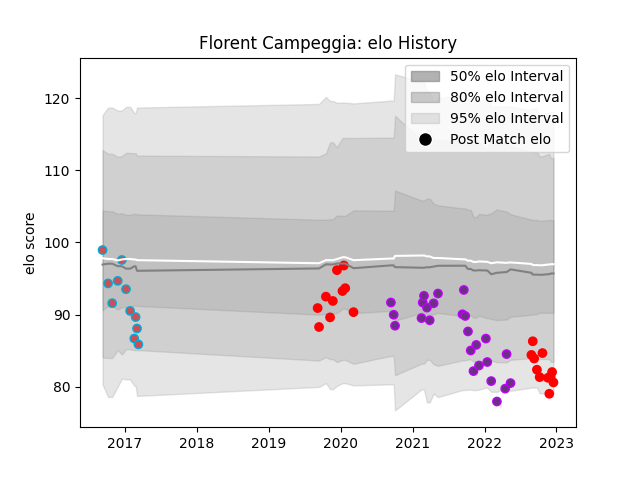 Florent Campeggia: elo History
50% elo Interval
80% elo Interval
95% elo Interval
Post Match elo
elo score
120
110
100
90
80
2017 2018 2019 2020 2021 2022 2023